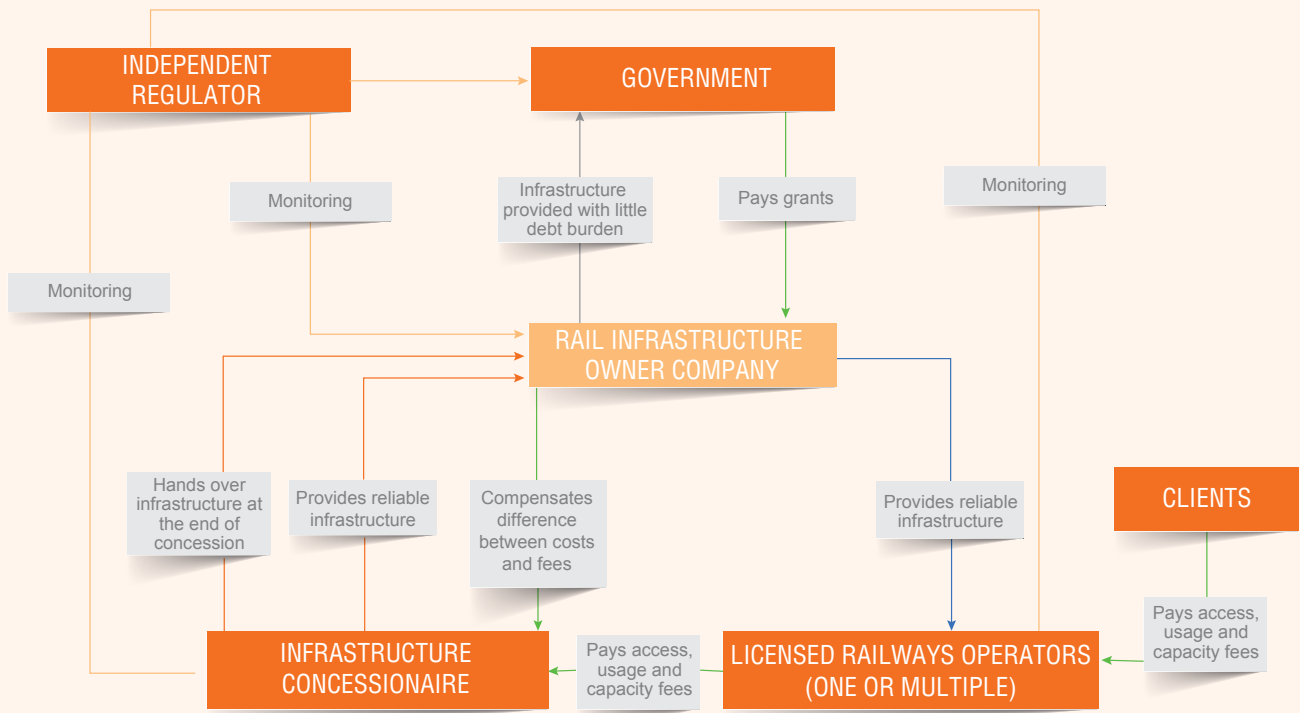 INDEPENDENT
REGULATOR
GOVERNMENT
Monitoring
Infrastructure
provided with little
debt burden
Pays grants
Monitoring
Monitoring
RAIL INFRASTRUCTURE
OWNER COMPANY
Hands over
infrastructure at
the end of
concession
Provides reliable
infrastructure
Compensates
difference
between costs
and fees
Provides reliable
infrastructure
CLIENTS
Pays access,
usage and
capacity fees
INFRASTRUCTURE
CONCESSIONAIRE
Pays access,
usage and
capacity fees
LICENSED RAILWAYS OPERATORS
(ONE OR MULTIPLE)